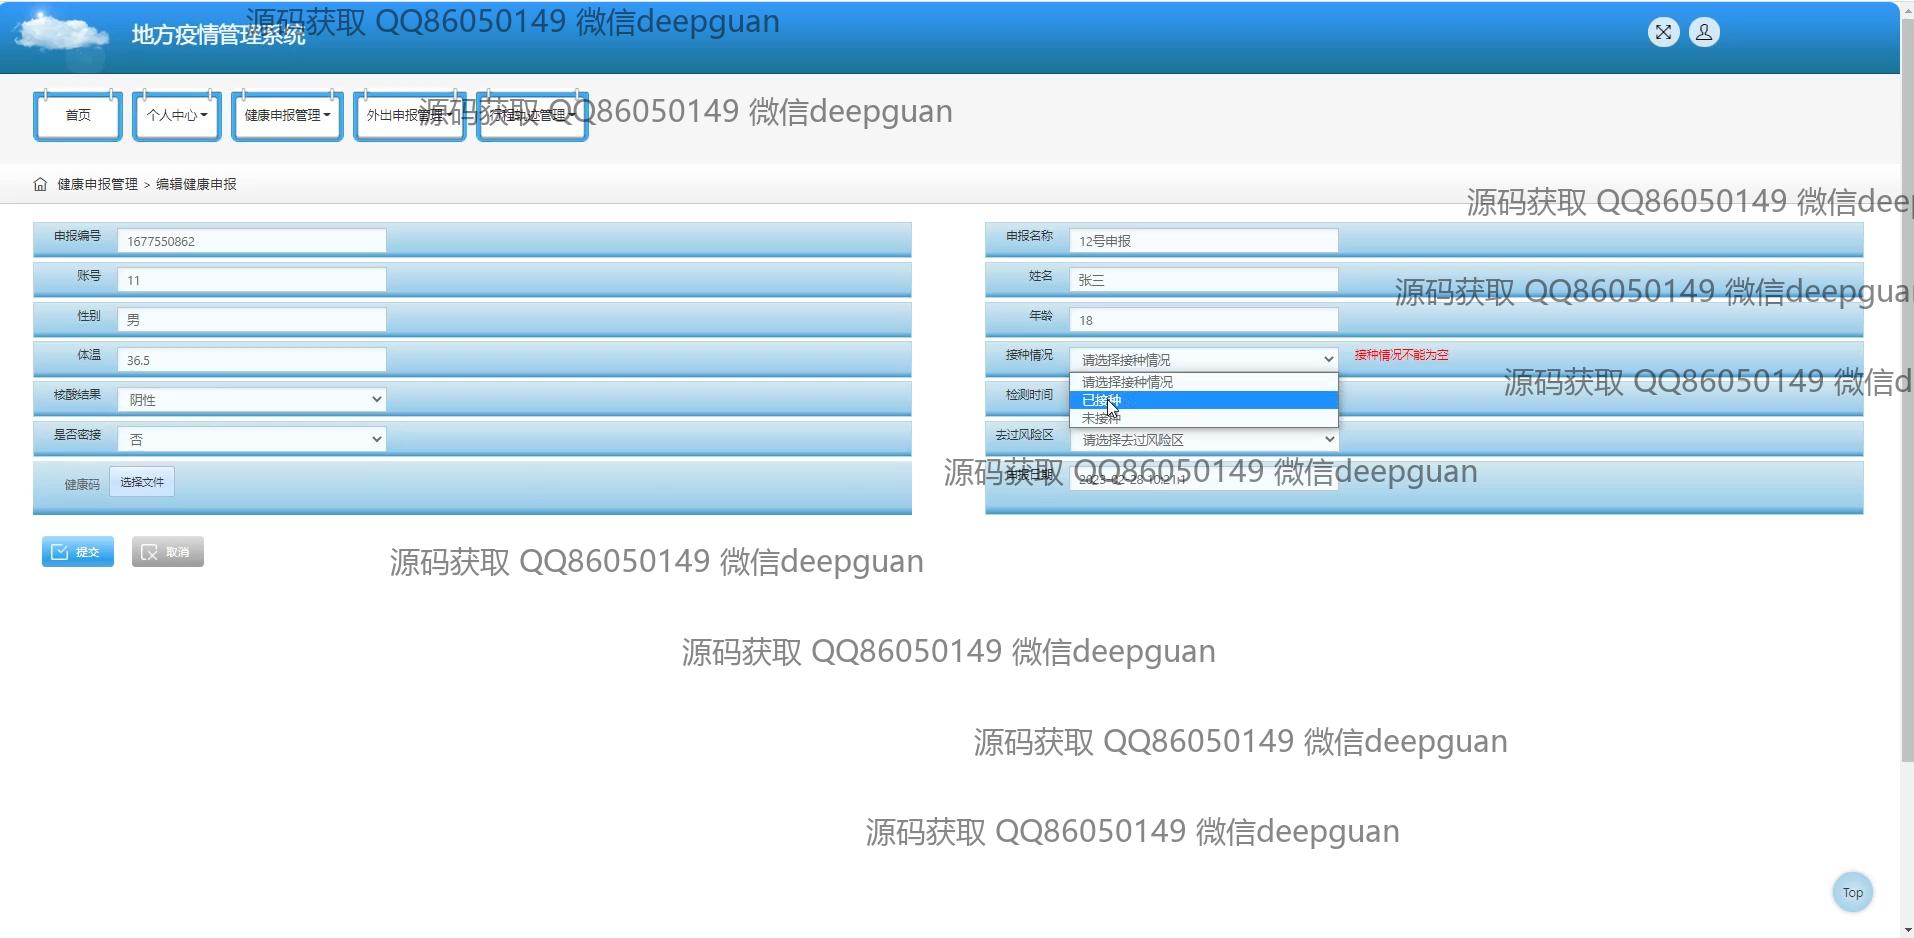 地方疫情管理系统
源码获取 QQ86050149 微信deepguan
首页
个人中心
健康申报管理
外出申报管理
行程轨迹管理
源码获取 QQ86050149 微信deepguan
健康申报管理 > 编辑健康申报
源码获取 QQ86050149 微信dee
申报编号 1677550862
申报名称 12号申报
账号 11
姓名 张三
源码获取 QQ86050149 微信deepgua
性别 男
年龄 18
体温 36.5
接种情况 请选择接种情况
接种情况不能为空
请选择接种情况
已接种
未接种
源码获取 QQ86050149 微信d
核酸结果 阴性
检测时间
是否密接 否
去过风险区 请选择去过风险区
健康码 选择文件
申报日期 2023-02-28 10:21:1
源码获取 QQ86050149 微信deepguan
提交
取消
源码获取 QQ86050149 微信deepguan
源码获取 QQ86050149 微信deepguan
源码获取 QQ86050149 微信deepguan
源码获取 QQ86050149 微信deepguan
Top